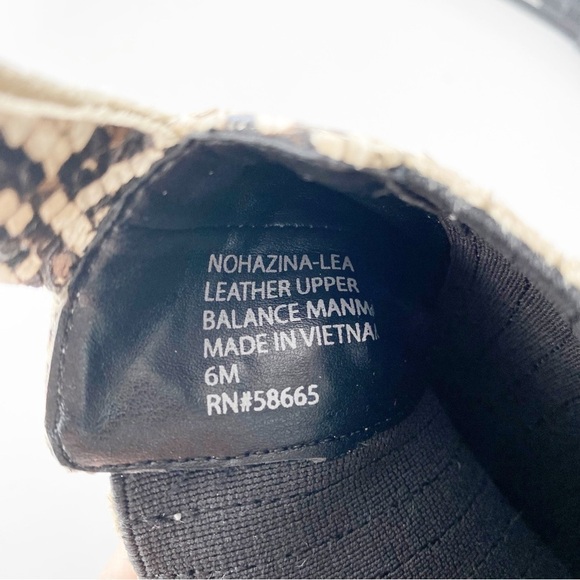 NOHAZINA-LEA
LEATHER UPPER
BALANCE MANM
MADE IN VIETNA
6M
RN#58665